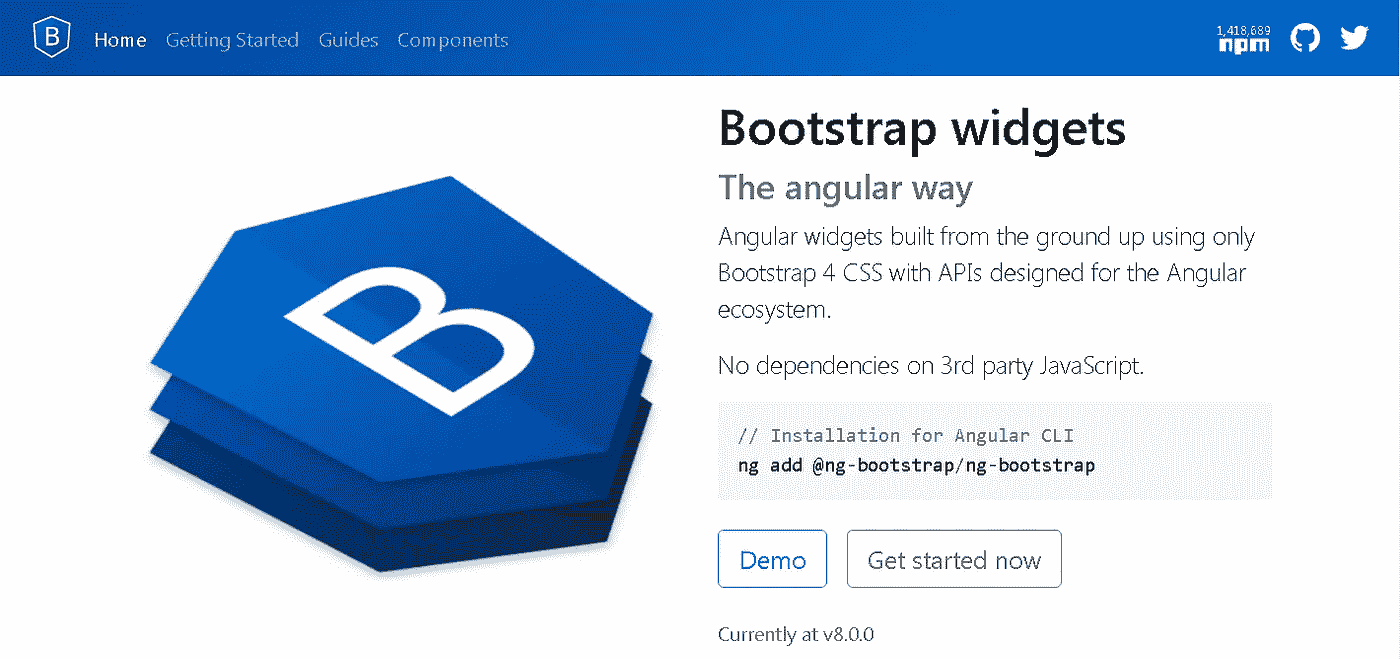 B Home Getting Started Guides Components 1,418,689 npm
Bootstrap widgets
The angular way
Angular widgets built from the ground up using only
Bootstrap 4 CSS with APIs designed for the Angular
ecosystem.
No dependencies on 3rd party JavaScript.
// Installation for Angular CLI
ng add @ng-bootstrap/ng-bootstrap
Demo Get started now
Currently at v8.0.0
B